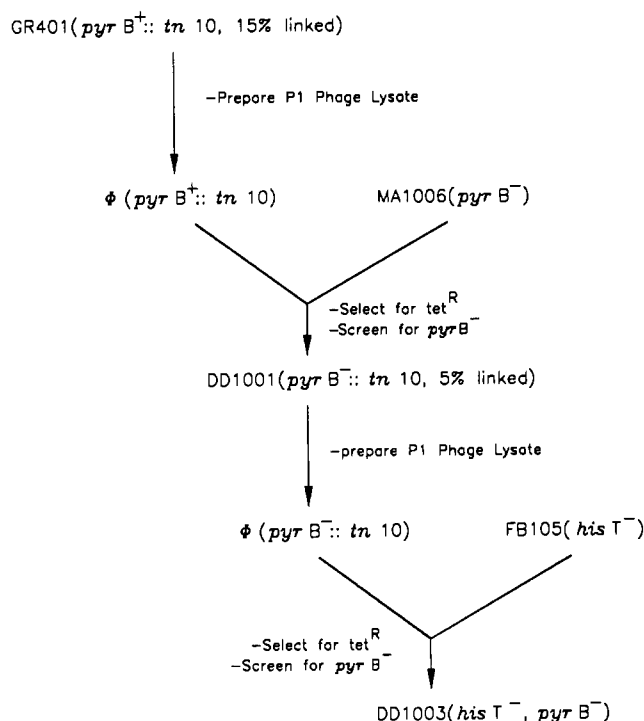 GR401(pyr B+:: tn 10, 15% linked)
-Prepare P1 Phage Lysate
Φ (pyr B+:: tn 10)
MA1006(pyr B-)
-Select for tetR
-Screen for pyrB-
DD1001(pyr B-:: tn 10, 5% linked)
-prepare P1 Phage Lysate
Φ (pyr B-:: tn 10)
FB105(his T-)
-Select for tetR
-Screen for pyr B-
DD1003(his T-, pyr B-)